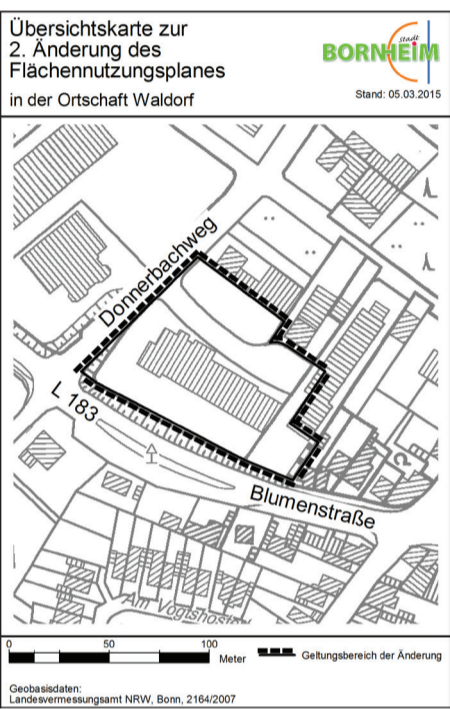 Übersichtskarte zur
2. Änderung des
Flächennutzungsplanes
in der Ortschaft Waldorf
Stadt
BORNHEIM
Stand: 05.03.2015
Donnerbachweg
L 183
Blumenstraße
Am
0 50 100
Meter
Geltungsbereich der Änderung
Geobasisdaten:
Landesvermessungsamt NRW, Bonn, 2164/2007